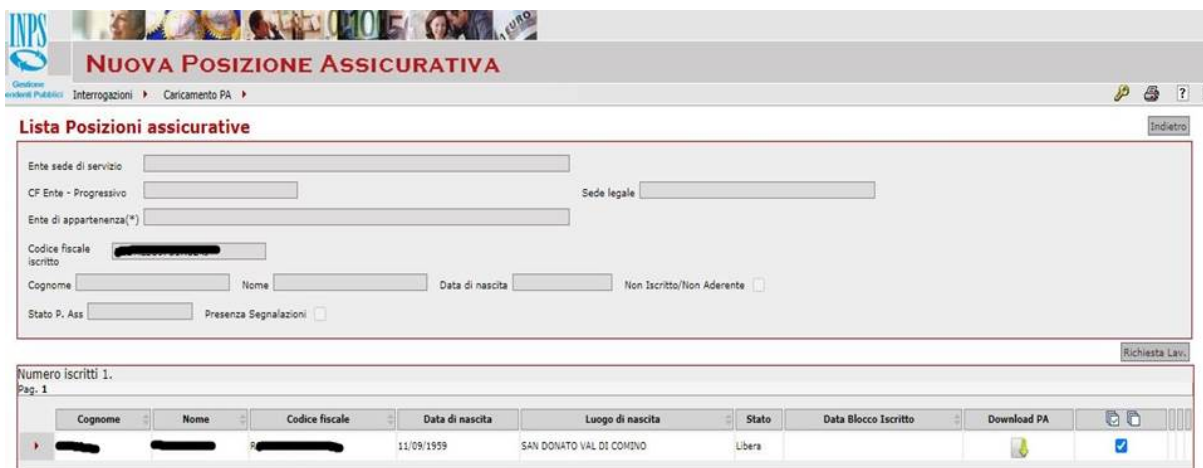 INPS
NUOVA POSIZIONE ASSICURATIVA
Gestione
Dipendenti Pubblici Interrogazioni Caricamento PA ?
Lista Posizioni assicurative Indietro
Ente sede di servizio
CF Ente - Progressivo Sede legale
Ente di appartenenza(*)
Codice fiscale
iscritto
Cognome Nome Data di nascita Non Iscritto/Non Aderente
Stato P. Ass Presenza Segnalazioni
Richiesta Lav.
Numero iscritti 1.
Pag. 1
Cognome Nome Codice fiscale Data di nascita Luogo di nascita Stato Data Blocco Iscritto Download PA
11/09/1959 SAN DONATO VAL DI COMINO Libera